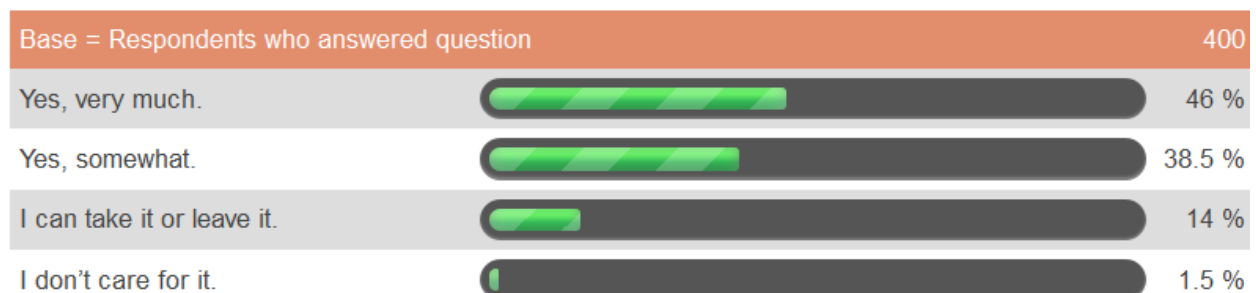 Base = Respondents who answered question 400
Yes, very much. 46 %
Yes, somewhat. 38.5 %
I can take it or leave it. 14 %
I don’t care for it. 1.5 %